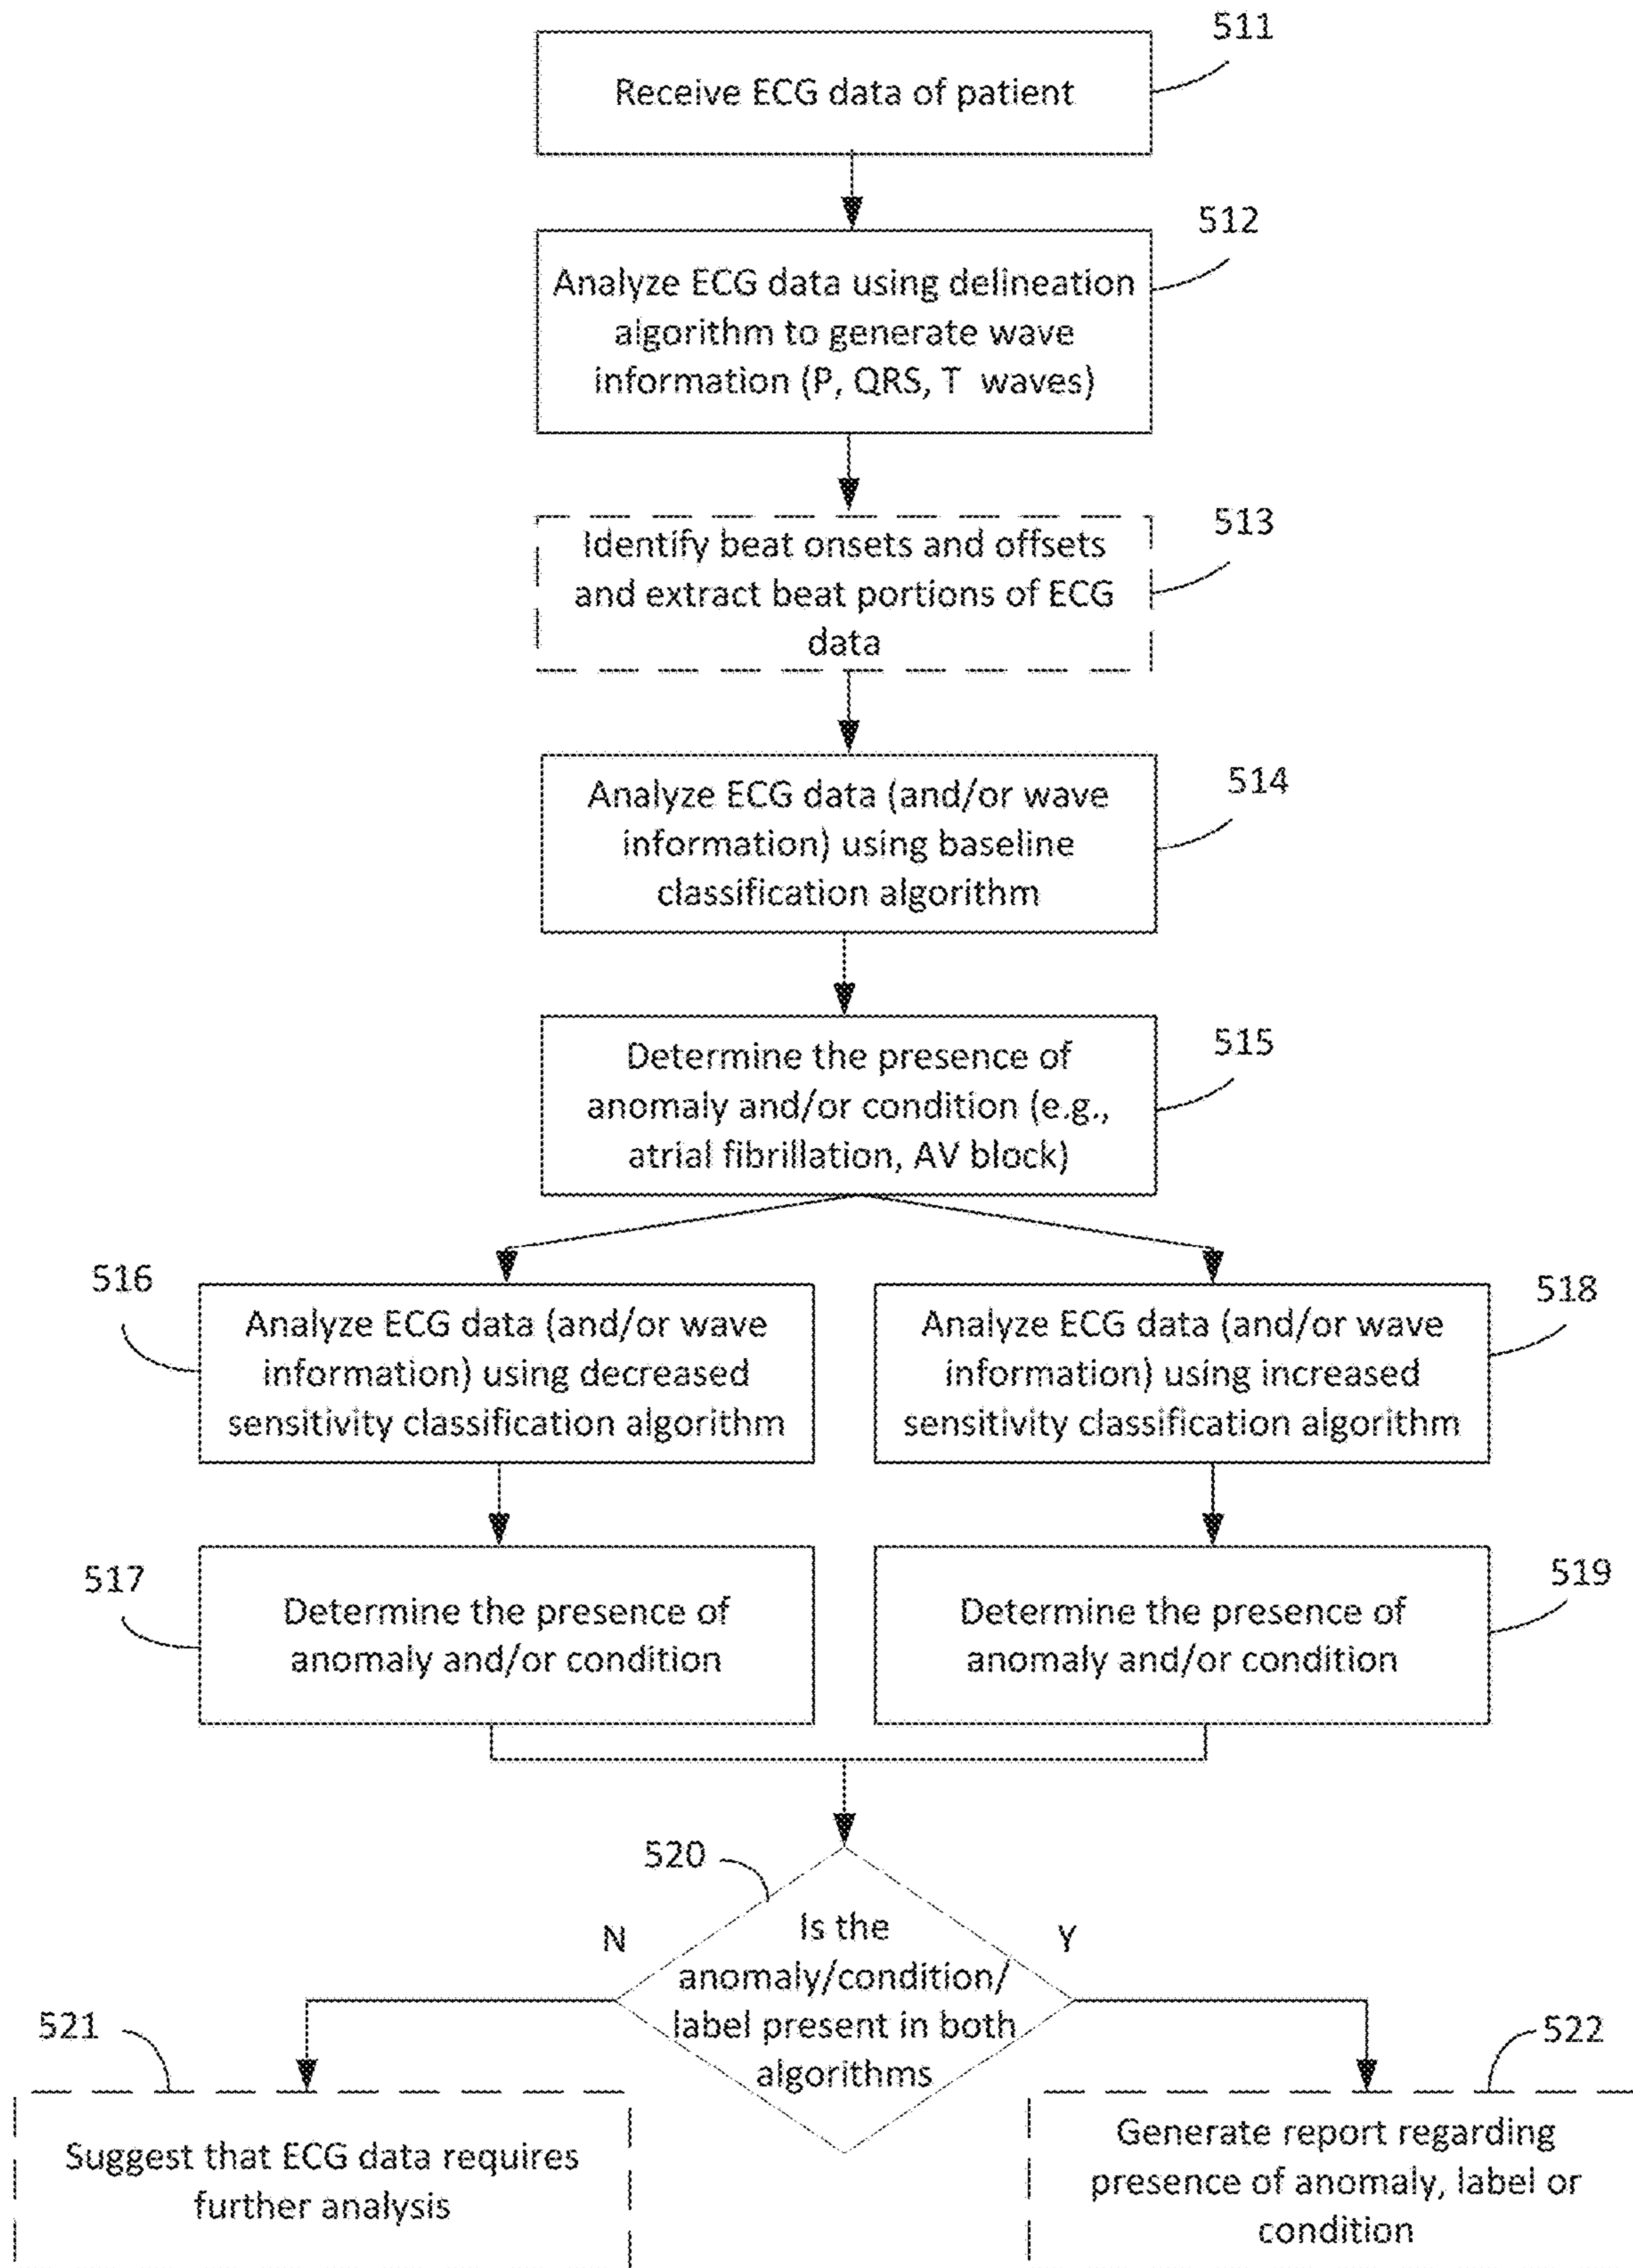 511
Receive ECG data of patient
512
Analyze ECG data using delineation
algorithm to generate wave
information (P, QRS, T waves)
513
Identify beat onsets and offsets
and extract beat portions of ECG
data
514
Analyze ECG data (and/or wave
information) using baseline
classification algorithm
515
Determine the presence of
anomaly and/or condition (e.g.,
atrial fibrillation, AV block)
516
Analyze ECG data (and/or wave
information) using decreased
sensitivity classification algorithm
518
Analyze ECG data (and/or wave
information) using increased
sensitivity classification algorithm
517
Determine the presence of
anomaly and/or condition
519
Determine the presence of
anomaly and/or condition
520
N
Y
Is the
anomaly/condition/
label present in both
algorithms
521
Suggest that ECG data requires
further analysis
522
Generate report regarding
presence of anomaly, label or
condition